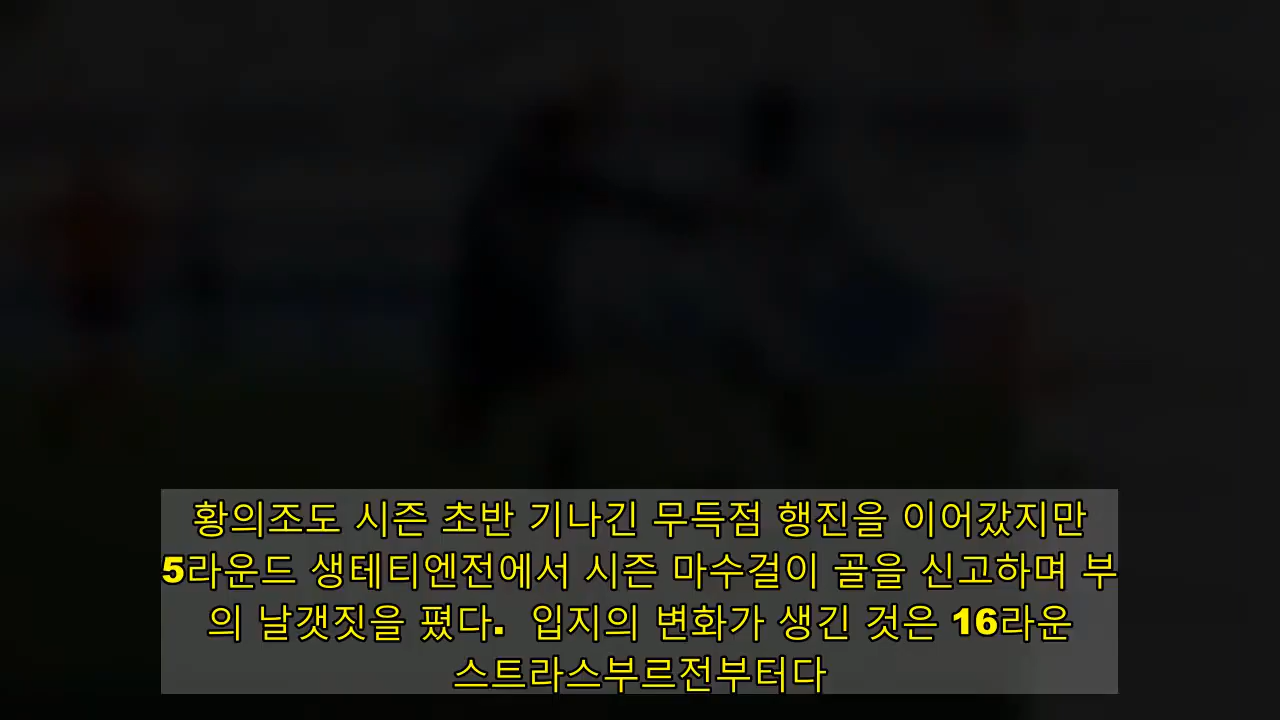 황의조도 시즌 초반 기나긴 무득점 행진을 이어갔지만
5라운드 생테티엔전에서 시즌 마수걸이 골을 신고하며 부
의 날갯짓을 폈다.  입지의 변화가 생긴 것은 16라운
스트라스부르전부터다